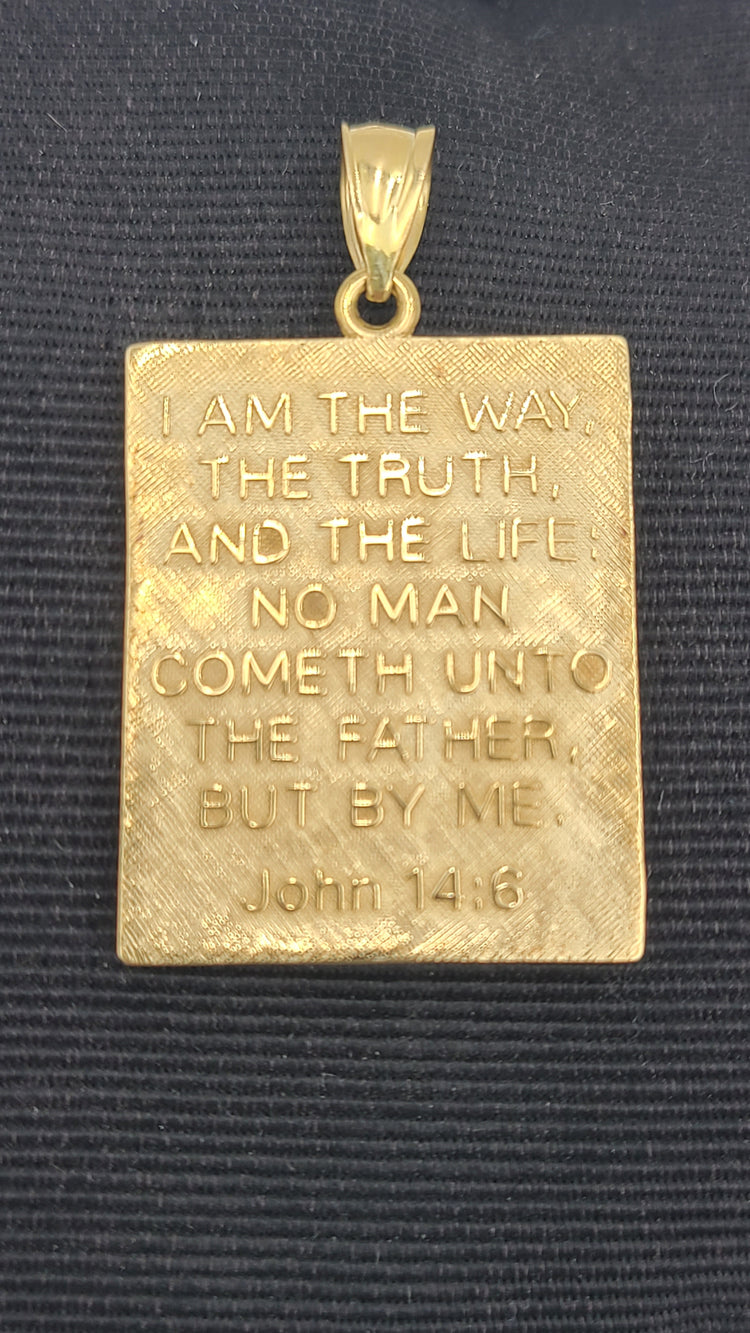 I AM THE WAY,
THE TRUTH,
AND THE LIFE:
NO MAN
COMETH UNTO
THE FATHER,
BUT BY ME.
John 14:6